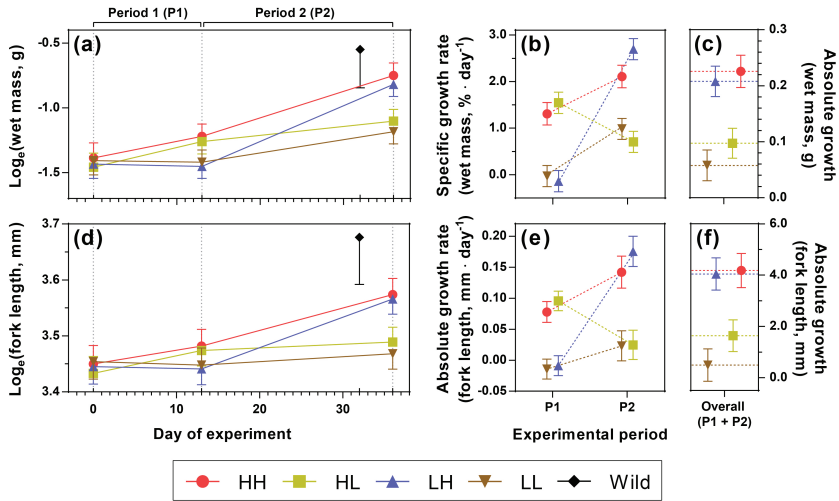 Period 1 (P1) Period 2 (P2)
(a)
Logₑ(wet mass, g)
-0.5
-1.0
-1.5
(b)
Specific growth rate
(wet mass, % · day⁻¹)
3.0
2.0
1.0
0.0
(c)
0.3
0.2
0.1
0.0
Absolute growth
(wet mass, g)
(d)
Logₑ(fork length, mm)
3.7
3.6
3.5
3.4
0 10 20 30
Day of experiment
(e)
Absolute growth rate
(fork length, mm · day⁻¹)
0.20
0.15
0.10
0.05
0.00
-0.05
P1 P2
Experimental period
(f)
6.0
4.0
2.0
0.0
Absolute growth
(fork length, mm)
Overall
(P1 + P2)
HH HL LH LL Wild